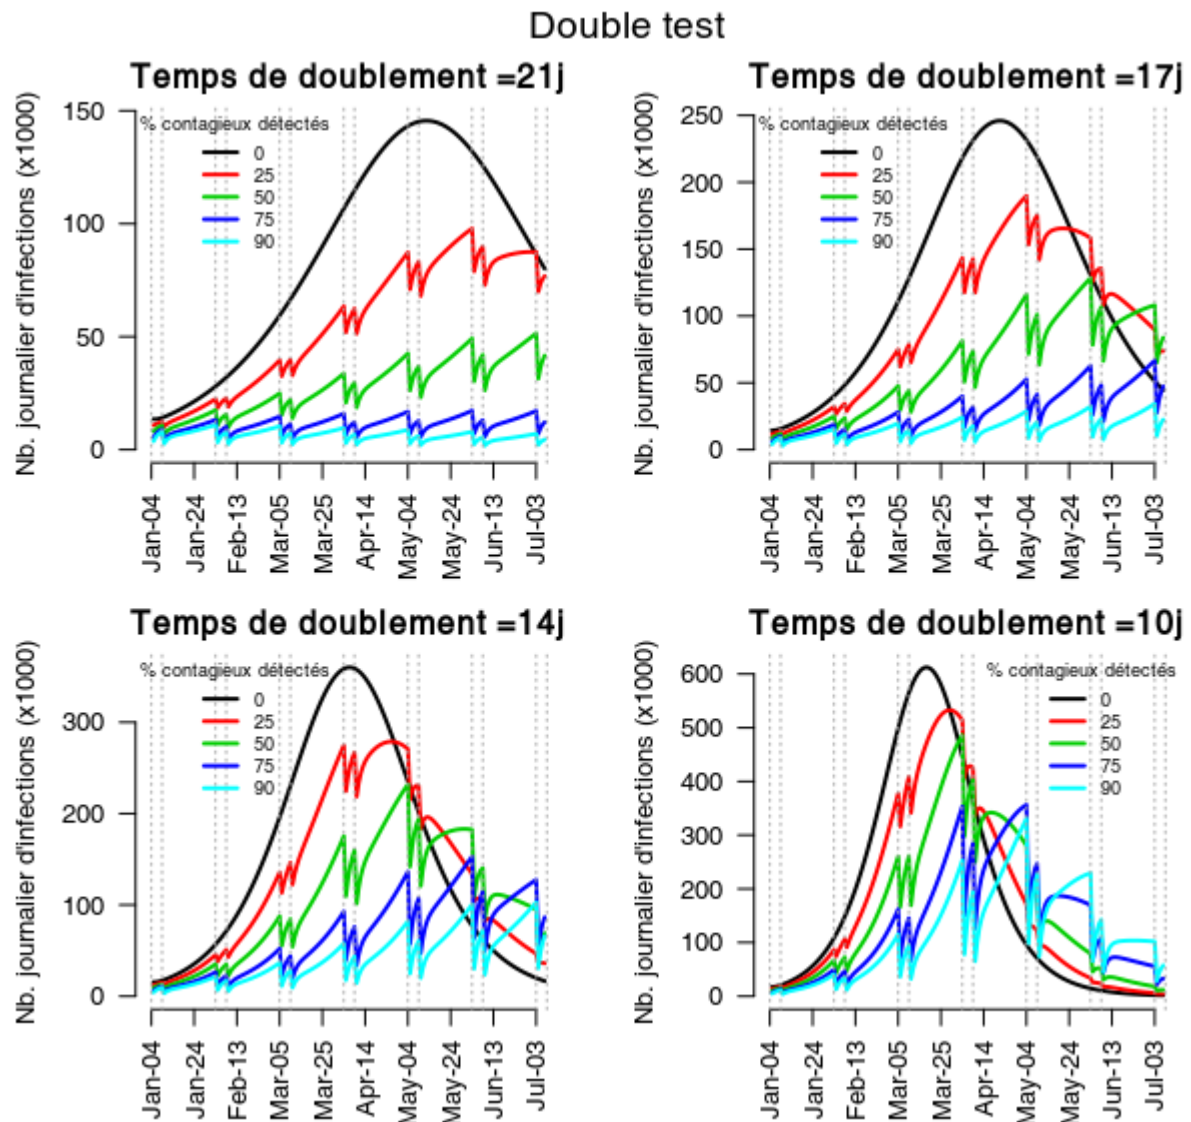 Double test
Temps de doublement =21j
Nb. journalier d'infections (x1000)
150
100
50
0
% contagieux détectés
0
25
50
75
90
Jan-04
Jan-24
Feb-13
Mar-05
Mar-25
Apr-14
May-04
May-24
Jun-13
Jul-03
Temps de doublement =17j
Nb. journalier d'infections (x1000)
250
200
150
100
50
0
% contagieux détectés
0
25
50
75
90
Jan-04
Jan-24
Feb-13
Mar-05
Mar-25
Apr-14
May-04
May-24
Jun-13
Jul-03
Temps de doublement =14j
Nb. journalier d'infections (x1000)
300
200
100
0
% contagieux détectés
0
25
50
75
90
Jan-04
Jan-24
Feb-13
Mar-05
Mar-25
Apr-14
May-04
May-24
Jun-13
Jul-03
Temps de doublement =10j
Nb. journalier d'infections (x1000)
600
500
400
300
200
100
0
% contagieux détectés
0
25
50
75
90
Jan-04
Jan-24
Feb-13
Mar-05
Mar-25
Apr-14
May-04
May-24
Jun-13
Jul-03